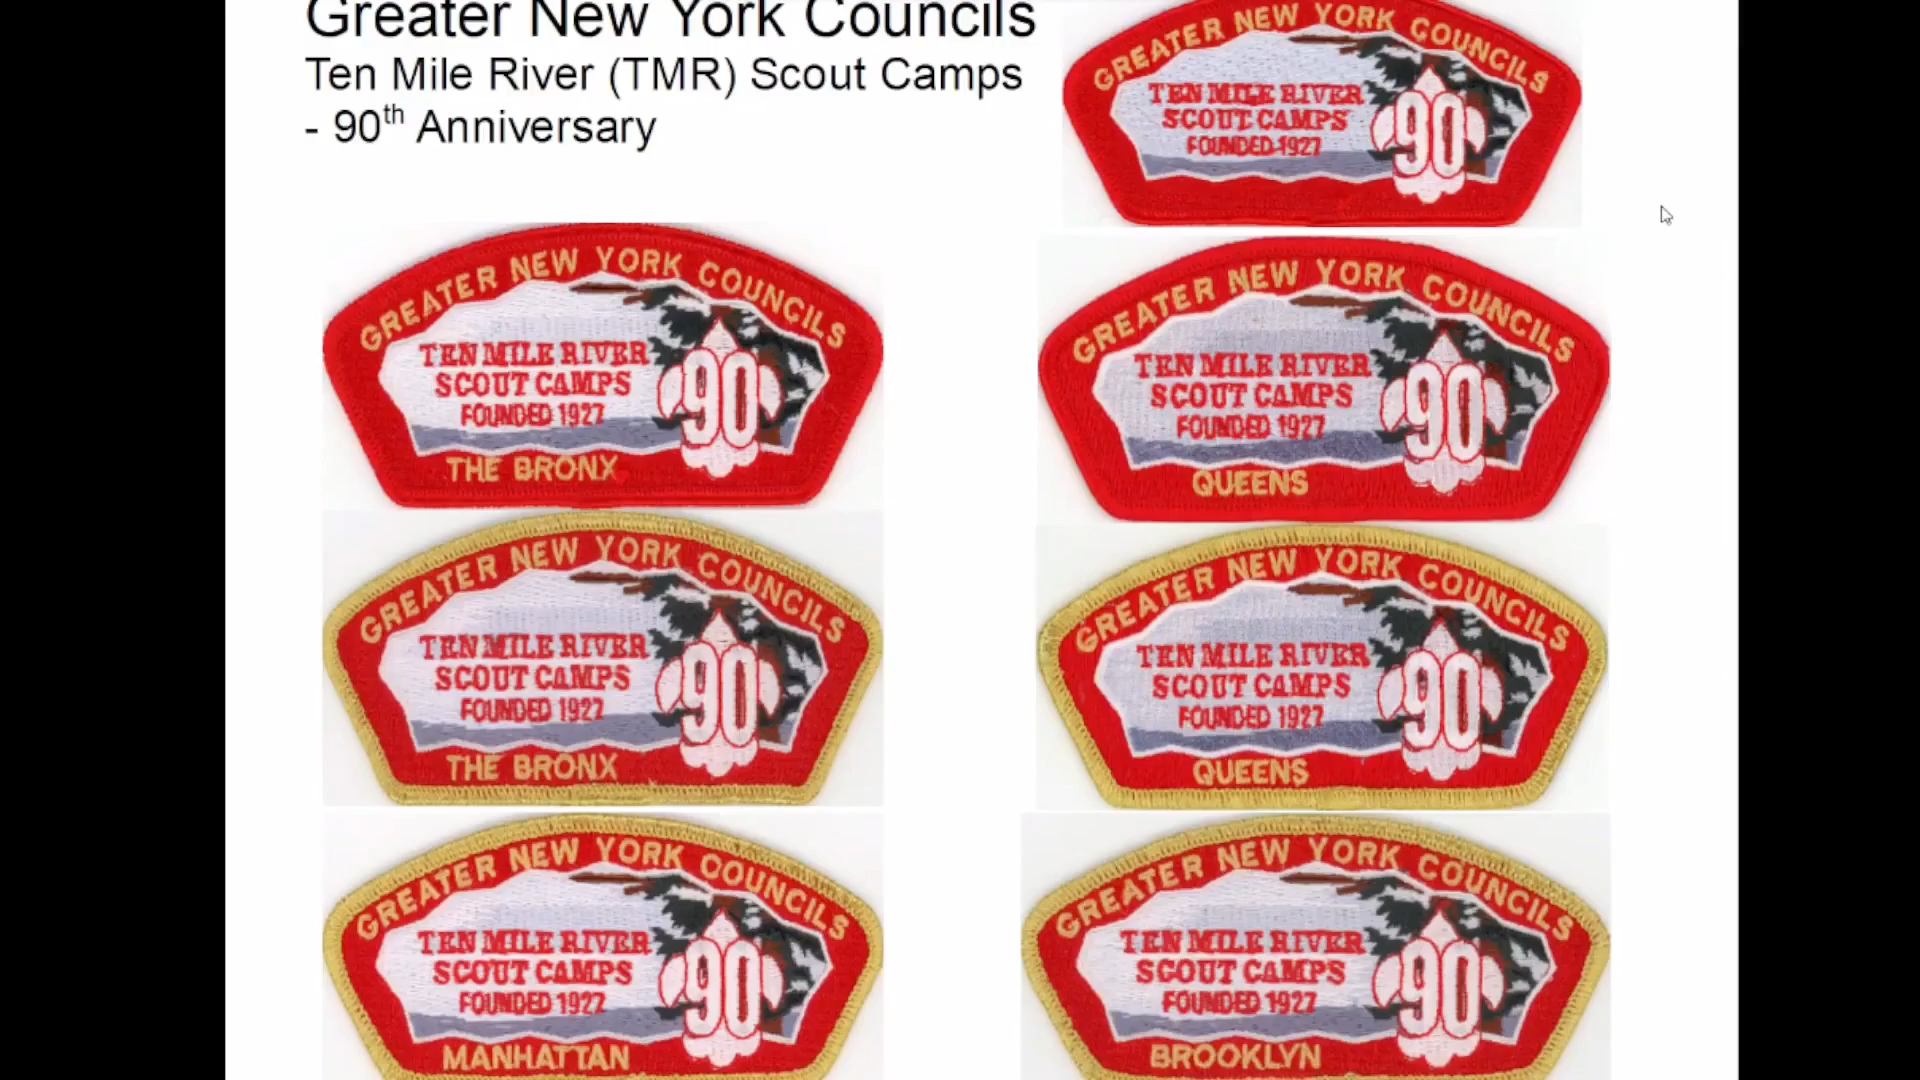 Greater New York Councils
Ten Mile River (TMR) Scout Camps
- 90th Anniversary
GREATER NEW YORK COUNCILS
TEN MILE RIVER
SCOUT CAMPS
FOUNDED 1927
90
GREATER NEW YORK COUNCILS
TEN MILE RIVER
SCOUT CAMPS
FOUNDED 1927
90
THE BRONX
GREATER NEW YORK COUNCILS
TEN MILE RIVER
SCOUT CAMPS
FOUNDED 1927
90
QUEENS
GREATER NEW YORK COUNCILS
TEN MILE RIVER
SCOUT CAMPS
FOUNDED 1927
90
THE BRONX
GREATER NEW YORK COUNCILS
TEN MILE RIVER
SCOUT CAMPS
FOUNDED 1927
90
QUEENS
GREATER NEW YORK COUNCILS
TEN MILE RIVER
SCOUT CAMPS
FOUNDED 1927
90
MANHATTAN
GREATER NEW YORK COUNCILS
TEN MILE RIVER
SCOUT CAMPS
FOUNDED 1927
90
BROOKLYN